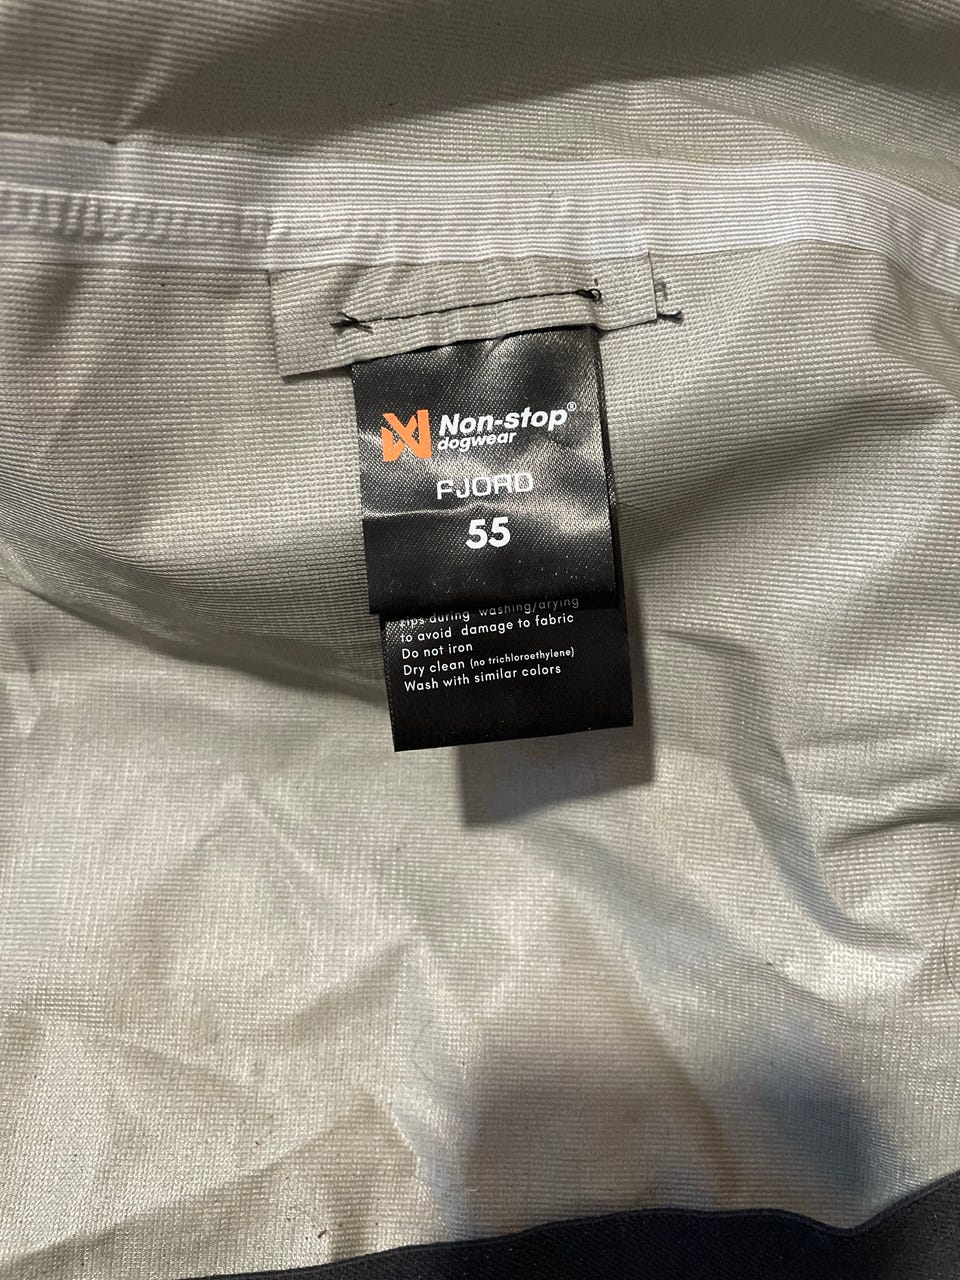 Non-stop®
dogwear
FJORD
55
zips during washing/drying
to avoid damage to fabric
Do not iron
Dry clean (no trichloroethylene)
Wash with similar colors